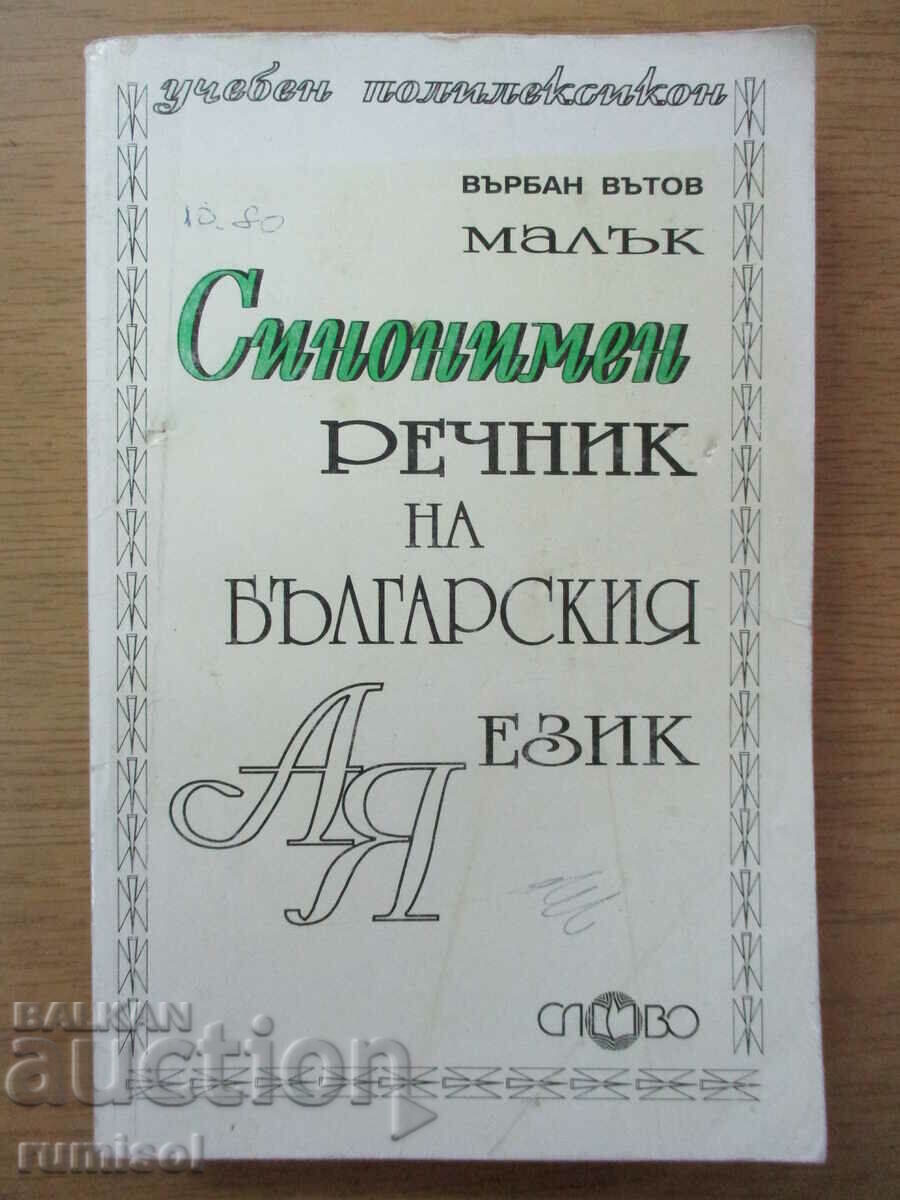 учебен полилексикон
ВЪРБАН ВЪТОВ
10.80
МАЛЪК
Синонимен
РЕЧНИК
НА
БЪЛГАРСКИЯ
ЕЗИК
АЯ
СЛОВО
BALKAN
auction
rumisol